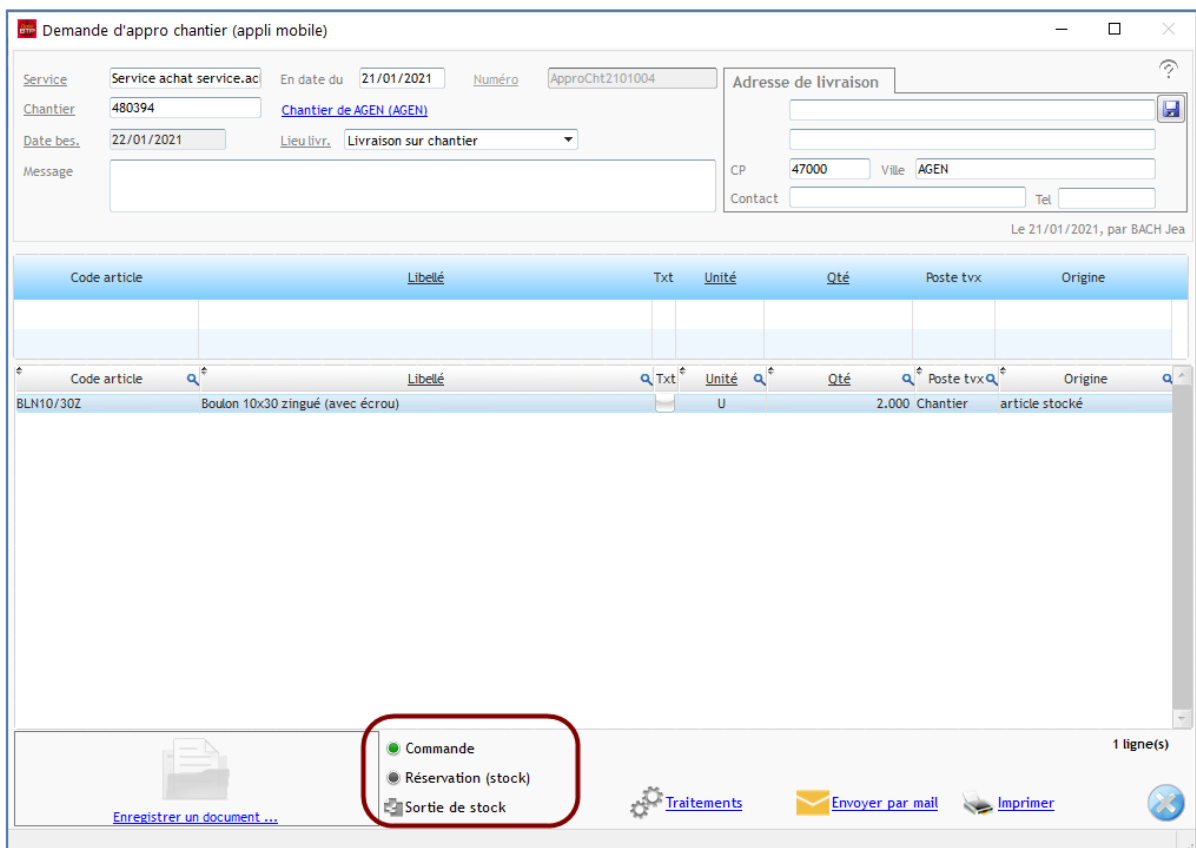 Demande d'appro chantier (appli mobile)
Service Service achat service.ac En date du 21/01/2021 Numéro ApproCht2101004
Chantier 480394 Chantier de AGEN (AGEN)
Date bes. 22/01/2021 Lieu livr. Livraison sur chantier
Message
Adresse de livraison
CP 47000 Ville AGEN
Contact Tel
Le 21/01/2021, par BACH Jea
Code article Libellé Txt Unité Qté Poste tvx Origine
Code article Libellé Txt Unité Qté Poste tvx Origine
BLN10/30Z Boulon 10x30 zingué (avec écrou) U 2.000 Chantier article stocké
1 ligne(s)
Enregistrer un document ...
Commande
Réservation (stock)
Sortie de stock
Traitements Envoyer par mail Imprimer